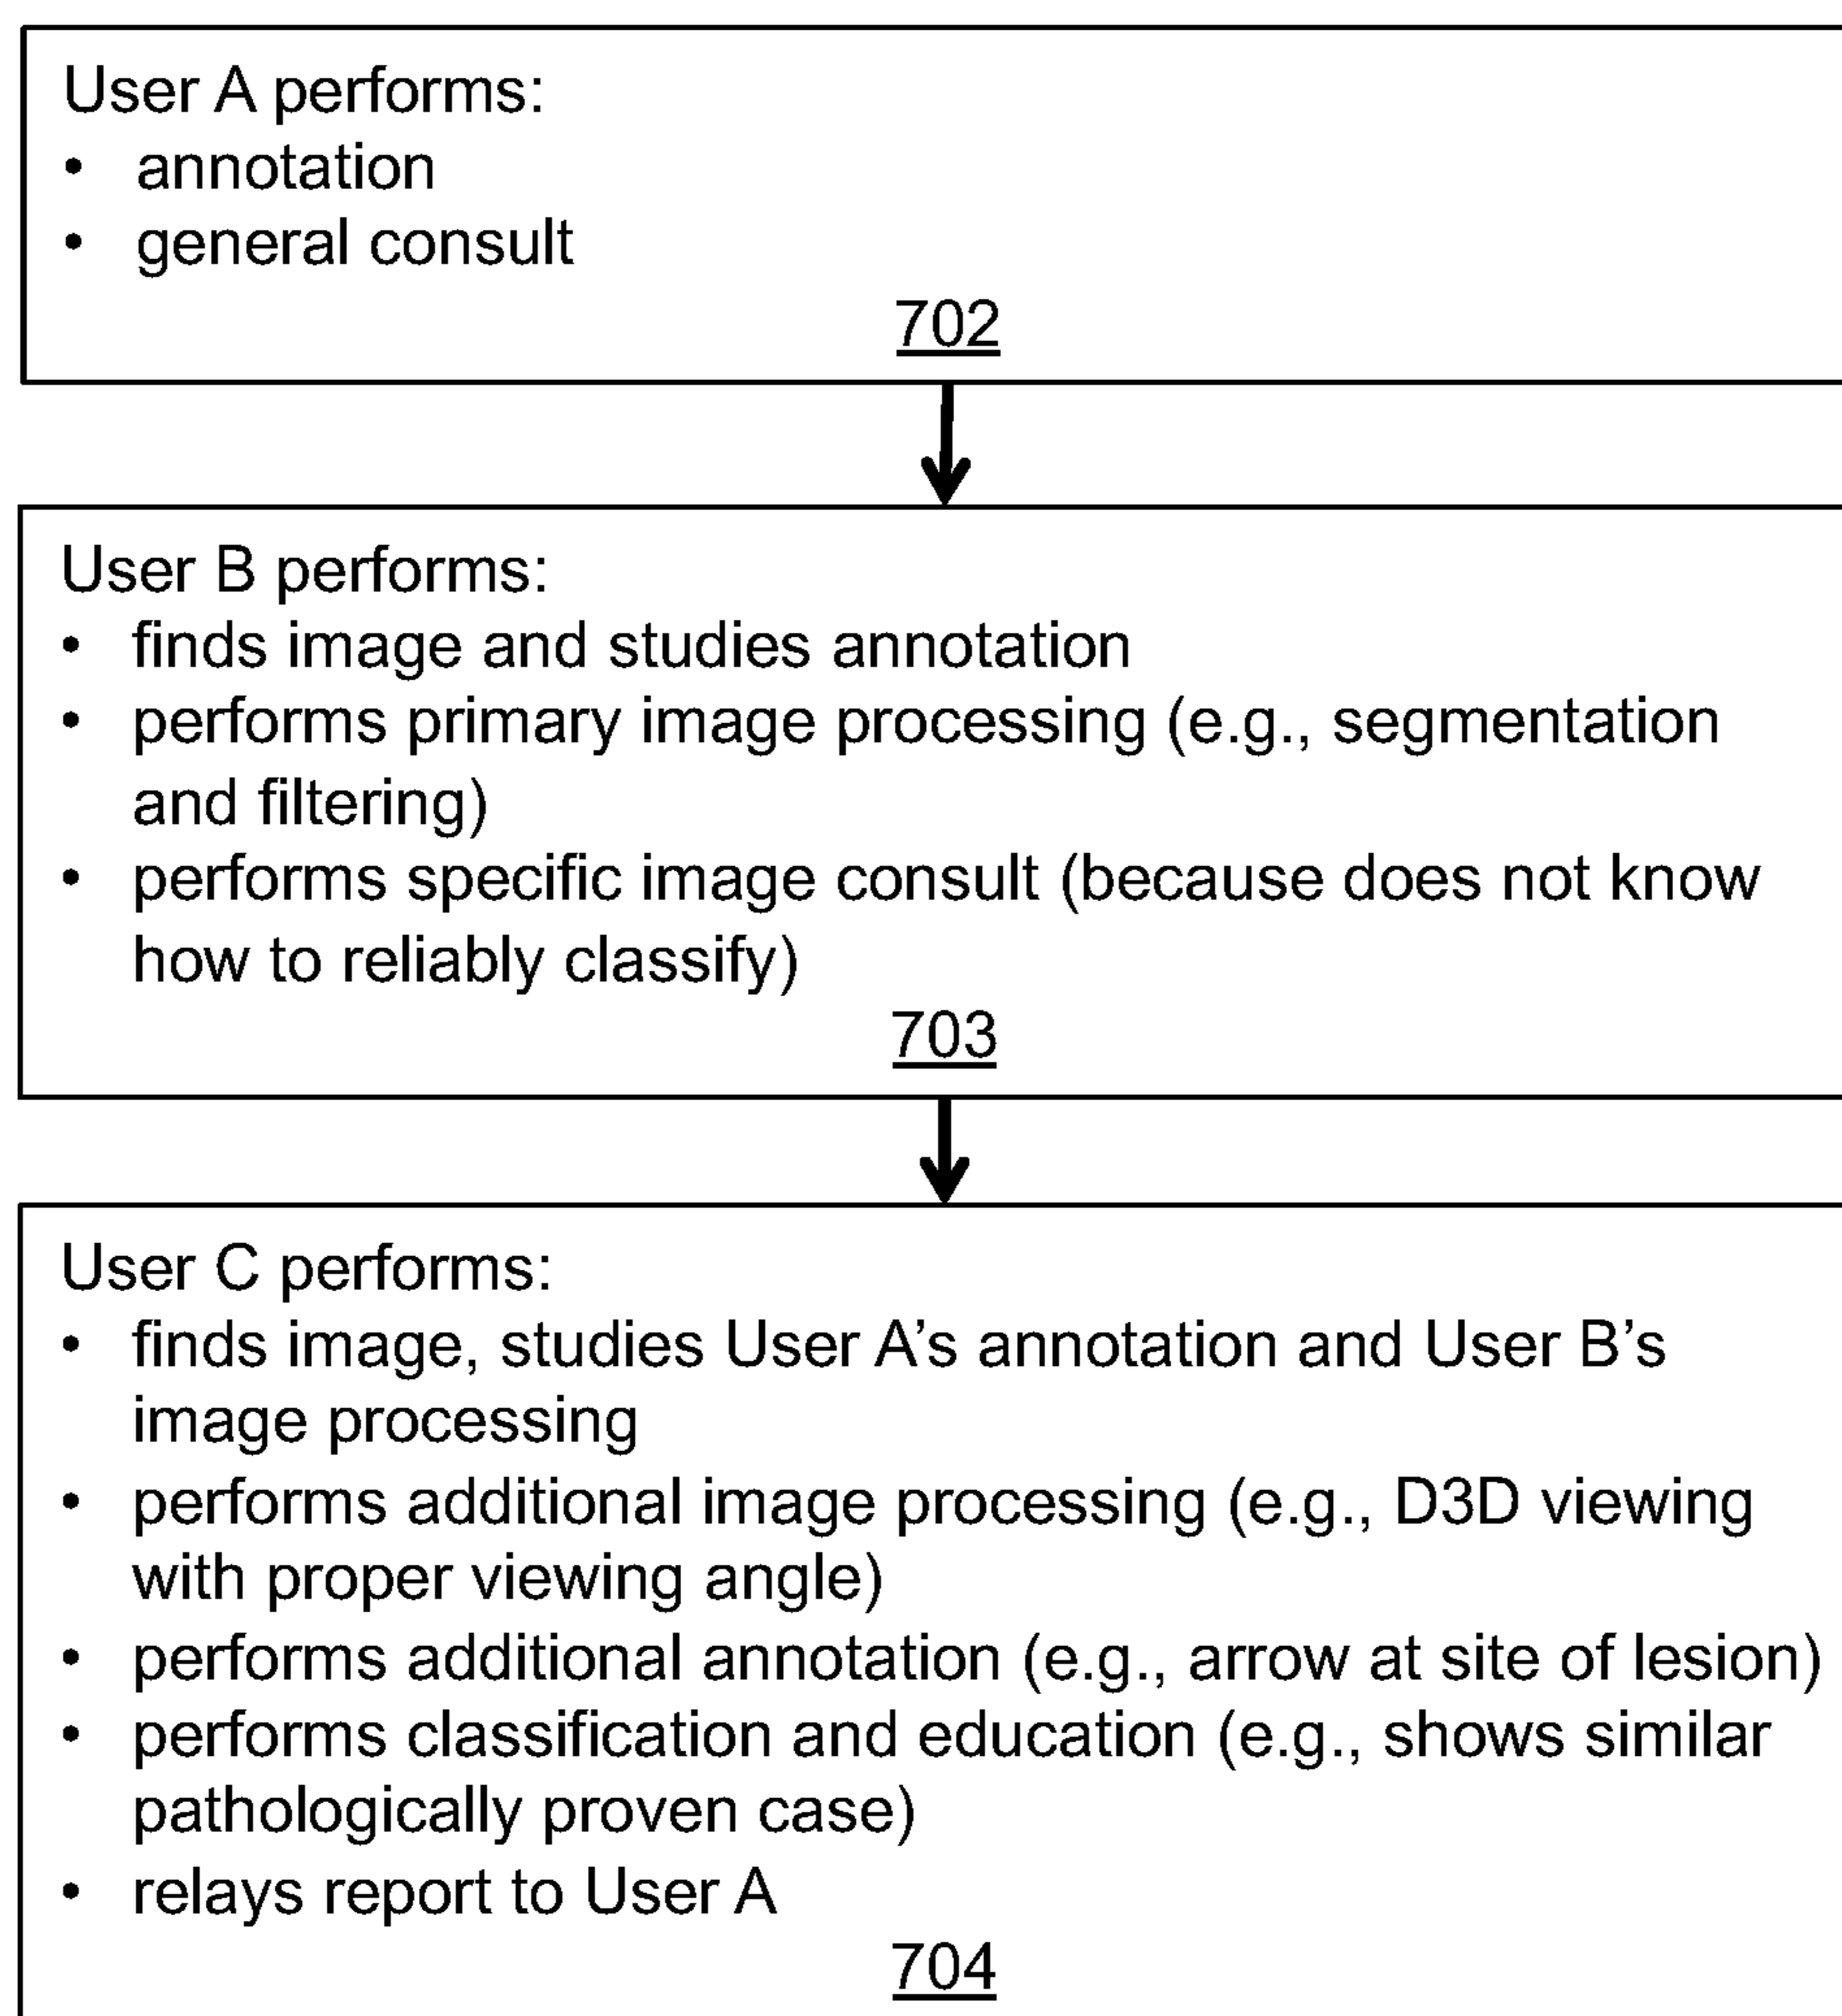 User A performs:
• annotation
• general consult
702
User B performs:
• finds image and studies annotation
• performs primary image processing (e.g., segmentation
and filtering)
• performs specific image consult (because does not know
how to reliably classify)
703
User C performs:
• finds image, studies User A’s annotation and User B’s
image processing
• performs additional image processing (e.g., D3D viewing
with proper viewing angle)
• performs additional annotation (e.g., arrow at site of lesion)
• performs classification and education (e.g., shows similar
pathologically proven case)
• relays report to User A
704